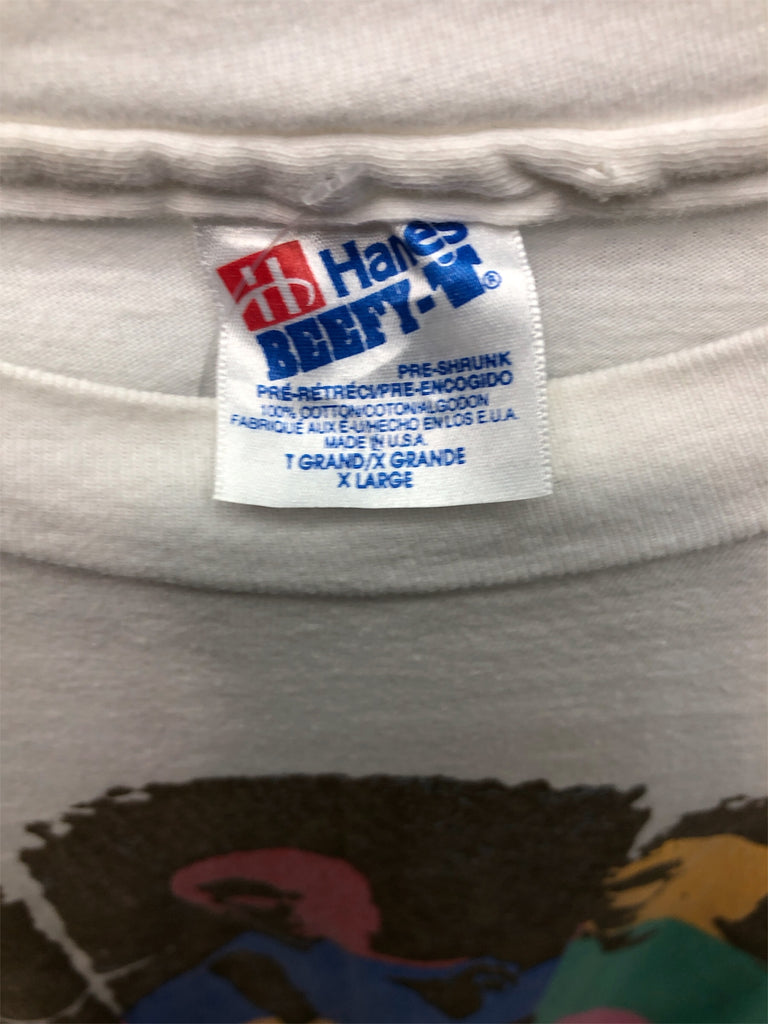 H Hanes
BEEFY-T®
PRE-SHRUNK
PRÉ-RÉTRÉCI/PRE-ENCOGIDO
100% COTTON/COTON/ALGODON
FABRIQUÉ AUX É-U/HECHO EN LOS E.U.A.
MADE IN U.S.A.
T GRAND/X GRANDE
X LARGE